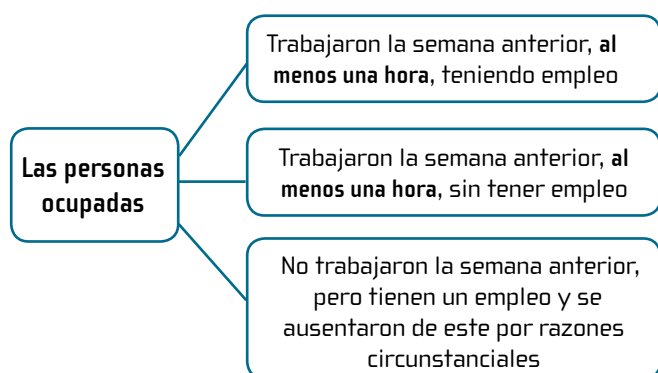 Trabajaron la semana anterior, al
menos una hora, teniendo empleo
Las personas
ocupadas
Trabajaron la semana anterior, al
menos una hora, sin tener empleo
No trabajaron la semana anterior,
pero tienen un empleo y se
ausentaron de este por razones
circunstanciales